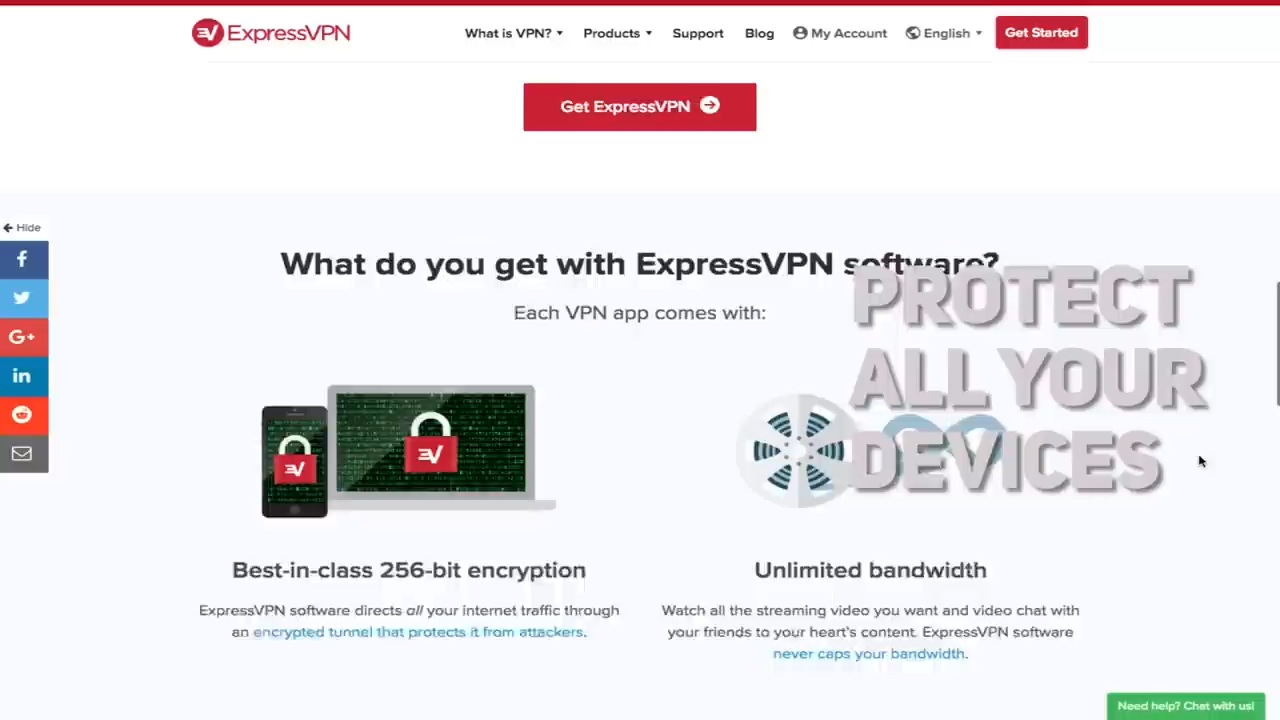 ExpressVPN
What is VPN?
Products
Support
Blog
My Account
English
Get Started
Get ExpressVPN
Hide
What do you get with ExpressVPN software?
Each VPN app comes with:
PROTECT
ALL YOUR
DEVICES
Best-in-class 256-bit encryption
ExpressVPN software directs all your internet traffic through
an encrypted tunnel that protects it from attackers.
Unlimited bandwidth
Watch all the streaming video you want and video chat with
your friends to your heart's content. ExpressVPN software
never caps your bandwidth.
Need help? Chat with us!